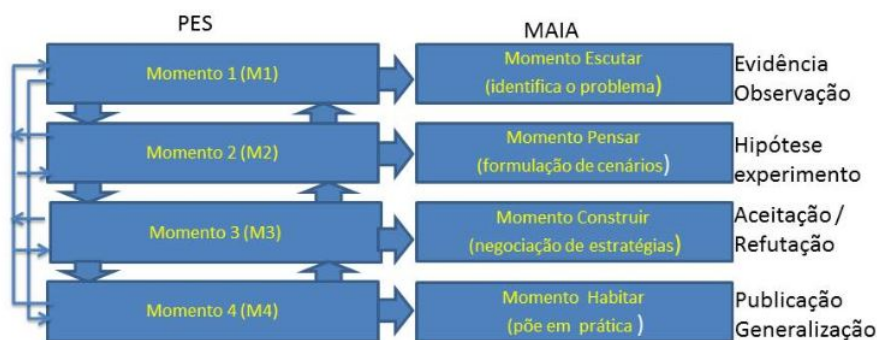 PES
MAIA
Momento 1 (M1)
Momento Escutar
(identifica o problema)
Evidência
Observação
Momento 2 (M2)
Momento Pensar
(formulação de cenários)
Hipótese
experimento
Momento 3 (M3)
Momento Construir
(negociação de estratégias)
Aceitação /
Refutação
Momento 4 (M4)
Momento Habitar
(põe em prática )
Publicação
Generalização